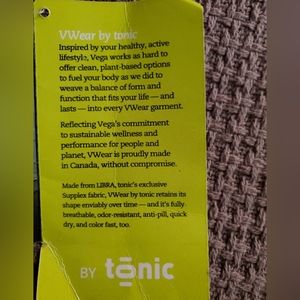 VWear by tonic
Inspired by your healthy, active
lifestyle, Vega works as hard to
offer clean, plant-based options
to fuel your body as we did to
weave a balance of form and
function that fits your life — and
lasts — into every VWear garment.
Reflecting Vega's commitment
to sustainable wellness and
performance for people and
planet, VWear is proudly made
in Canada, without compromise.
Made from LIBRA, tonic's exclusive
Supplex fabric, VWear by tonic retains its
shape enviably over time — and it's fully
breathable, odor-resistant, anti-pill, quick
dry, and color fast, too.
BY tōnic